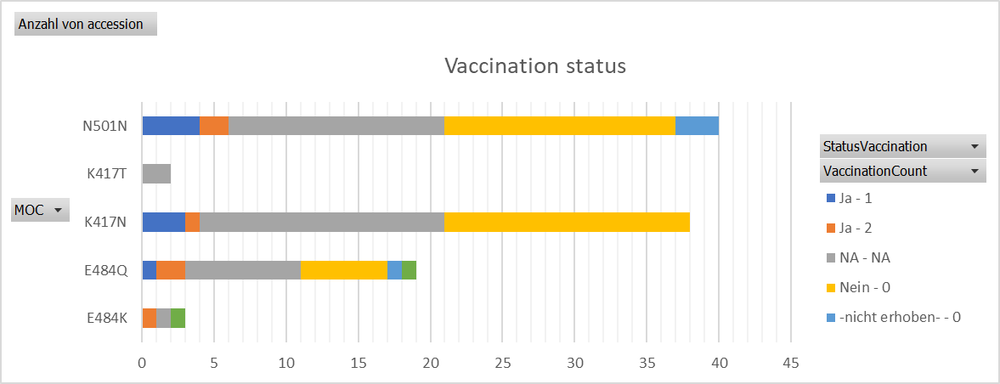 Anzahl von accession
Vaccination status
N501N
K417T
K417N
E484Q
E484K
MOC
0 5 10 15 20 25 30 35 40 45
StatusVaccination
VaccinationCount
Ja - 1
Ja - 2
NA - NA
Nein - 0
-nicht erhoben- - 0